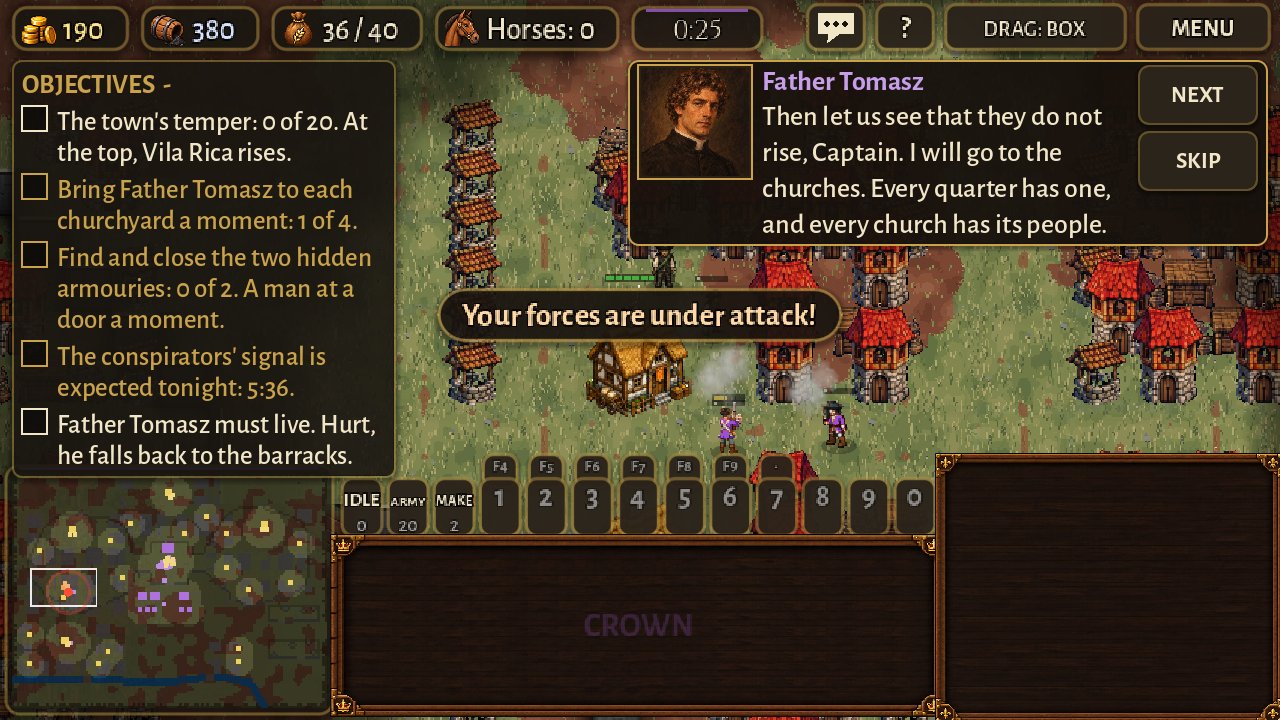 190
380
36 / 40
Horses: 0
0:25
?
DRAG: BOX
MENU
OBJECTIVES -
The town's temper: 0 of 20. At
the top, Vila Rica rises.
Bring Father Tomasz to each
churchyard a moment: 1 of 4.
Find and close the two hidden
armouries: 0 of 2. A man at a
door a moment.
The conspirators' signal is
expected tonight: 5:36.
Father Tomasz must live. Hurt,
he falls back to the barracks.
Father Tomasz
Then let us see that they do not
rise, Captain. I will go to the
churches. Every quarter has one,
and every church has its people.
NEXT
SKIP
Your forces are under attack!
F4 F5 F6 F7 F8 F9 .
IDLE ARMY MAKE 1 2 3 4 5 6 7 8 9 0
0 20 2
CROWN